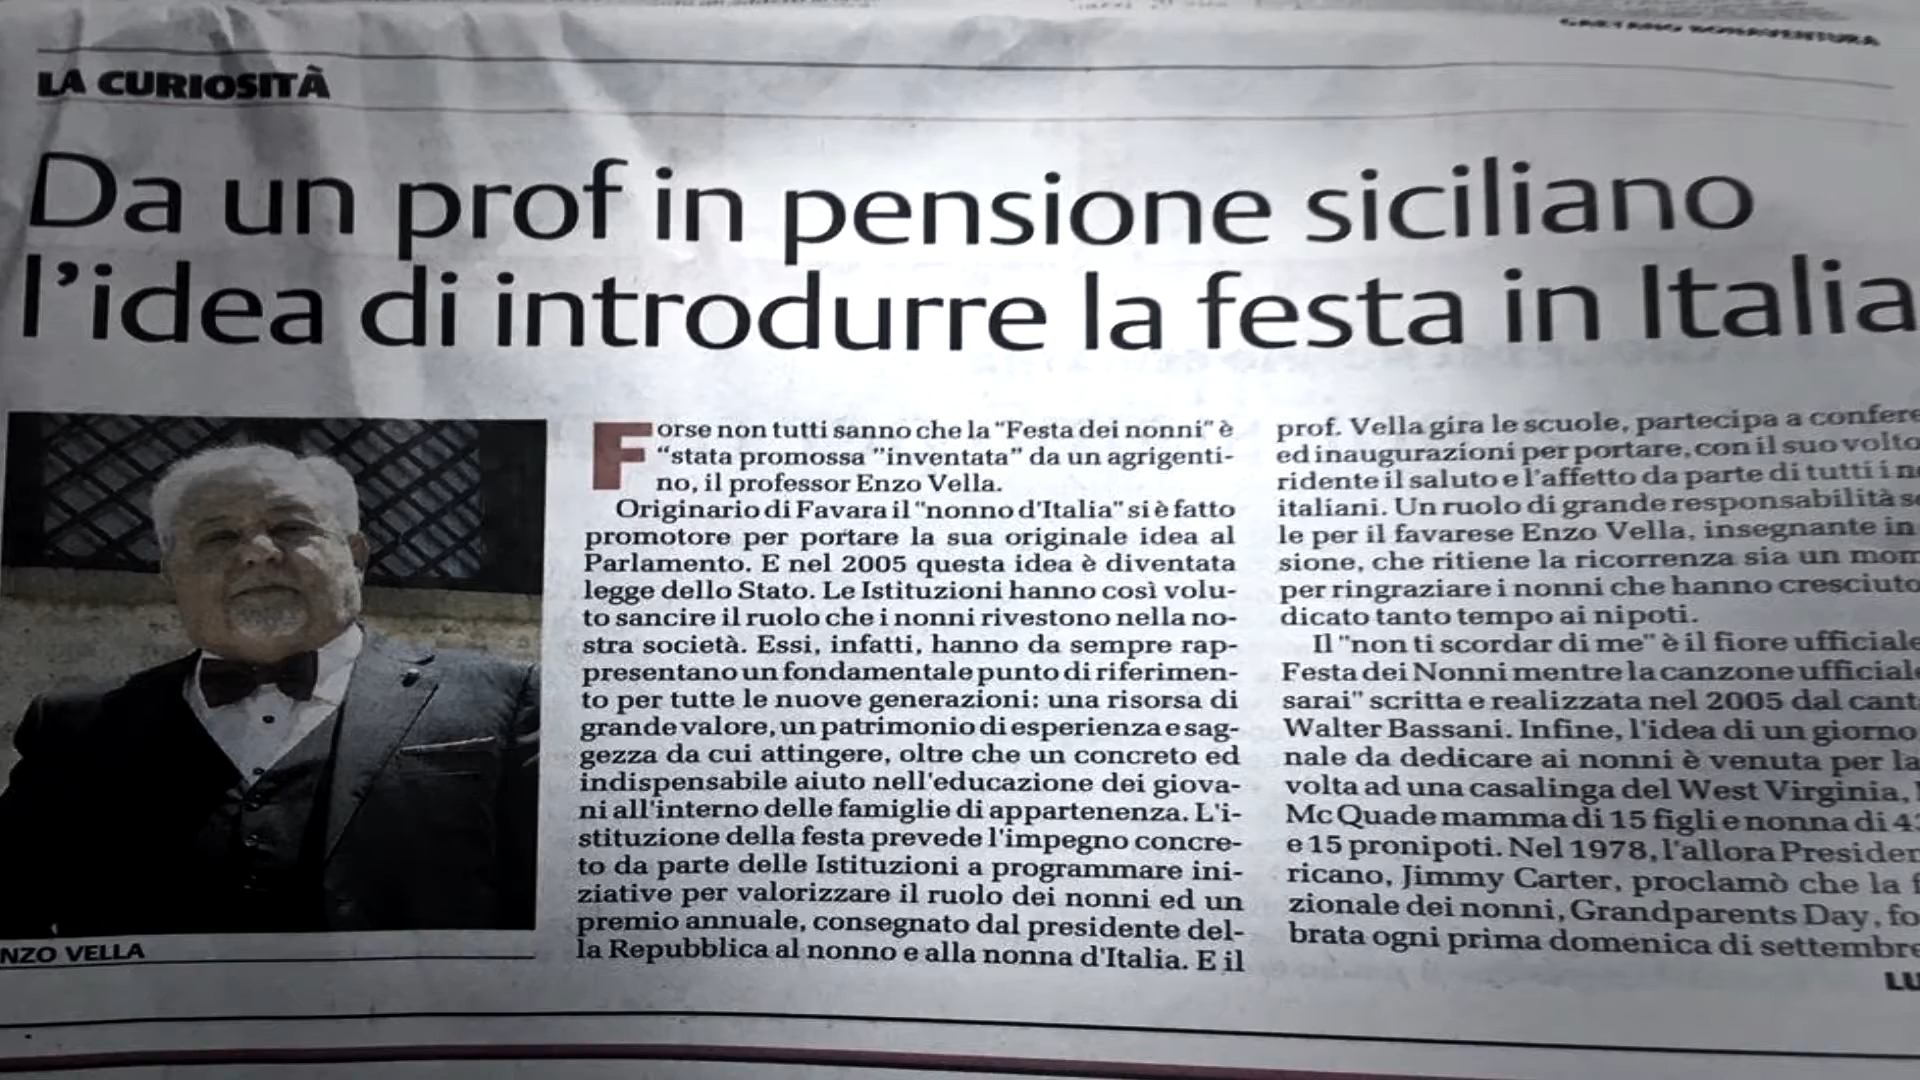 GAETANO BONAVENTURA
LA CURIOSITÀ
Da un prof in pensione siciliano
l'idea di introdurre la festa in Italia
NZO VELLA
Forse non tutti sanno che la "Festa dei nonni" è
"stata promossa "inventata" da un agrigenti-
no, il professor Enzo Vella.
Originario di Favara il "nonno d'Italia" si è fatto
promotore per portare la sua originale idea al
Parlamento. E nel 2005 questa idea è diventata
legge dello Stato. Le Istituzioni hanno così volu-
to sancire il ruolo che i nonni rivestono nella no-
stra società. Essi, infatti, hanno da sempre rap-
presentano un fondamentale punto di riferimen-
to per tutte le nuove generazioni: una risorsa di
grande valore, un patrimonio di esperienza e sag-
gezza da cui attingere, oltre che un concreto ed
indispensabile aiuto nell'educazione dei giova-
ni all'interno delle famiglie di appartenenza. L'i-
stituzione della festa prevede l'impegno concre-
to da parte delle Istituzioni a programmare ini-
ziative per valorizzare il ruolo dei nonni ed un
premio annuale, consegnato dal presidente del-
la Repubblica al nonno e alla nonna d'Italia. E il
prof. Vella gira le scuole, partecipa a confere
ed inaugurazioni per portare, con il suo volto
ridente il saluto e l'affetto da parte di tutti i n
italiani. Un ruolo di grande responsabilità s
le per il favarese Enzo Vella, insegnante in
sione, che ritiene la ricorrenza sia un mom
per ringraziare i nonni che hanno cresciuto
dicato tanto tempo ai nipoti.
Il "non ti scordar di me" è il fiore ufficiale
Festa dei Nonni mentre la canzone ufficiale
sarai" scritta e realizzata nel 2005 dal cant
Walter Bassani. Infine, l'idea di un giorno
nale da dedicare ai nonni è venuta per la
volta ad una casalinga del West Virginia,
McQuade mamma di 15 figli e nonna di 4
e 15 pronipoti. Nel 1978, l'allora Presiden
ricano, Jimmy Carter, proclamò che la f
zionale dei nonni, Grandparents Day, fo
brata ogni prima domenica di settembre
LU